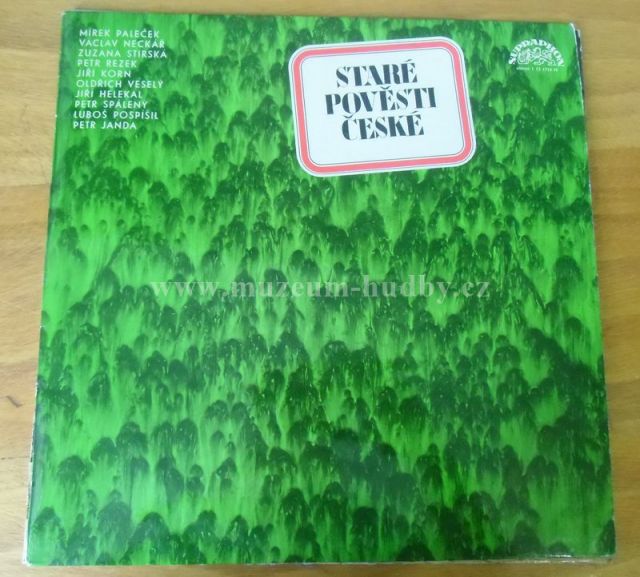 MIREK PALEČEK
VÁCLAV NECKÁŘ
ZUZANA STIRSKÁ
PETR REZEK
JIŘÍ KORN
OLDŘICH VESELÝ
JIŘÍ HELEKAL
PETR SPÁLENÝ
LUBOŠ POSPÍŠIL
PETR JANDA
STARÉ
POVĚSTI
ČESKÉ
SUPRAPHON
www.muzeum-hudby.cz